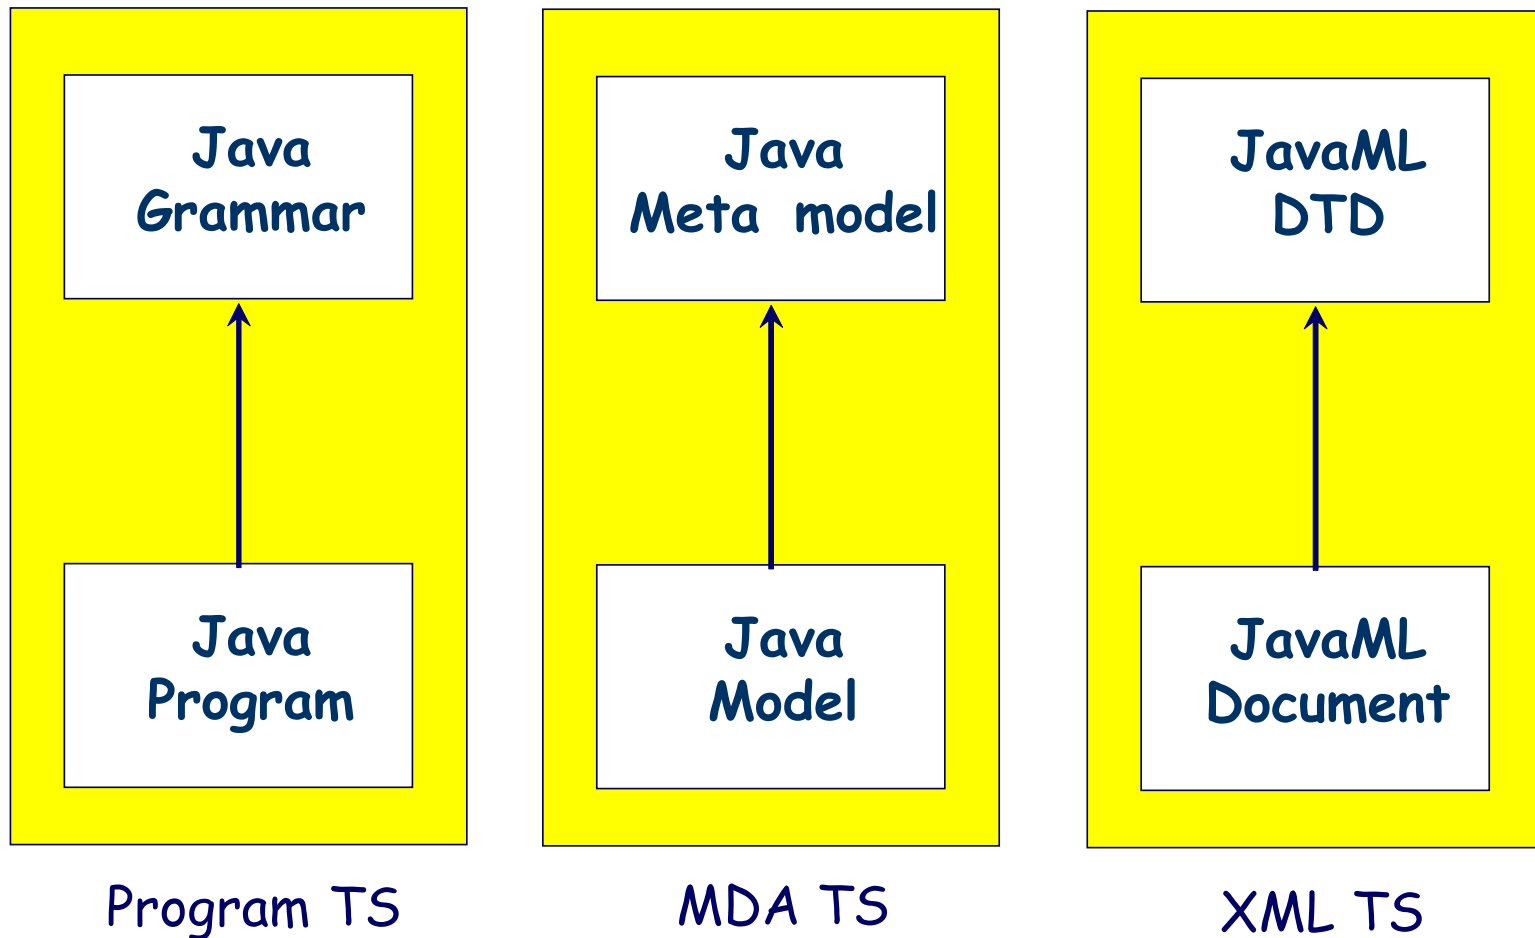 Java
Grammar
Java
Program
Program TS
Java
Meta model
Java
Model
MDA TS
JavaML
DTD
JavaML
Document
XML TS